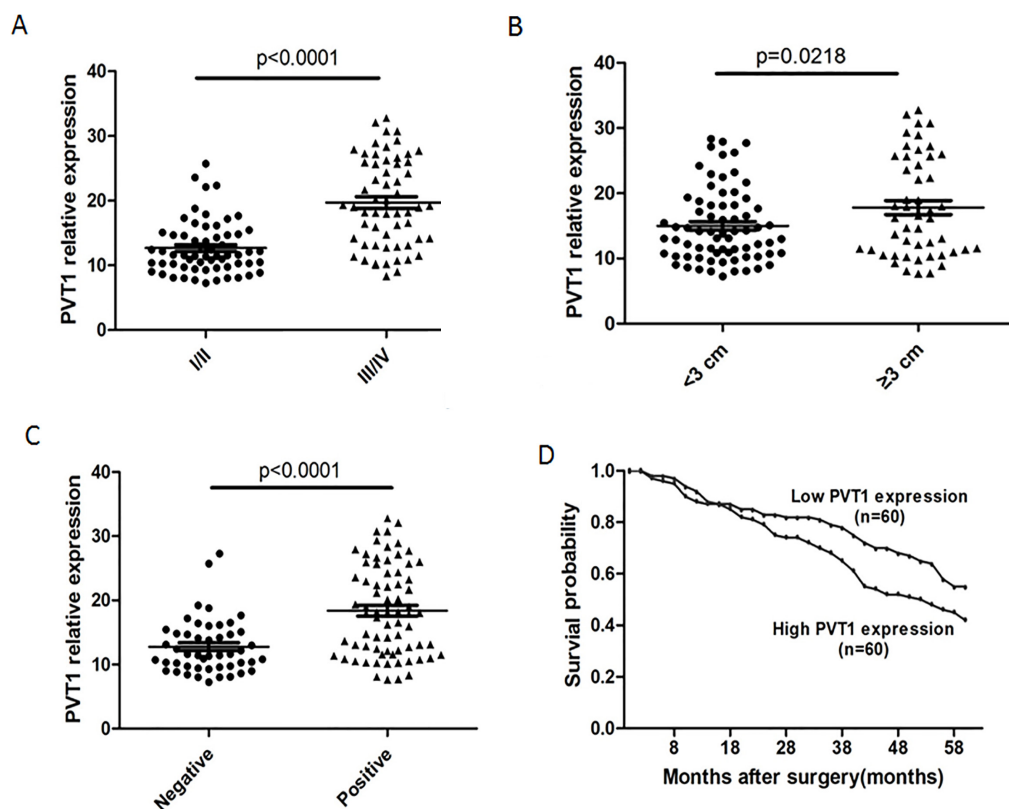 A
p<0.0001
PVT1 relative expression
40
30
20
10
0
I/II
III/IV
B
p=0.0218
PVT1 relative expression
40
30
20
10
0
<3 cm
≥3 cm
C
p<0.0001
PVT1 relative expression
40
30
20
10
0
Negative
Positive
D
Survial probability
1.0
0.8
0.6
0.4
0.2
0.0
Low PVT1 expression
(n=60)
High PVT1 expression
(n=60)
8 18 28 38 48 58
Months after surgery(months)